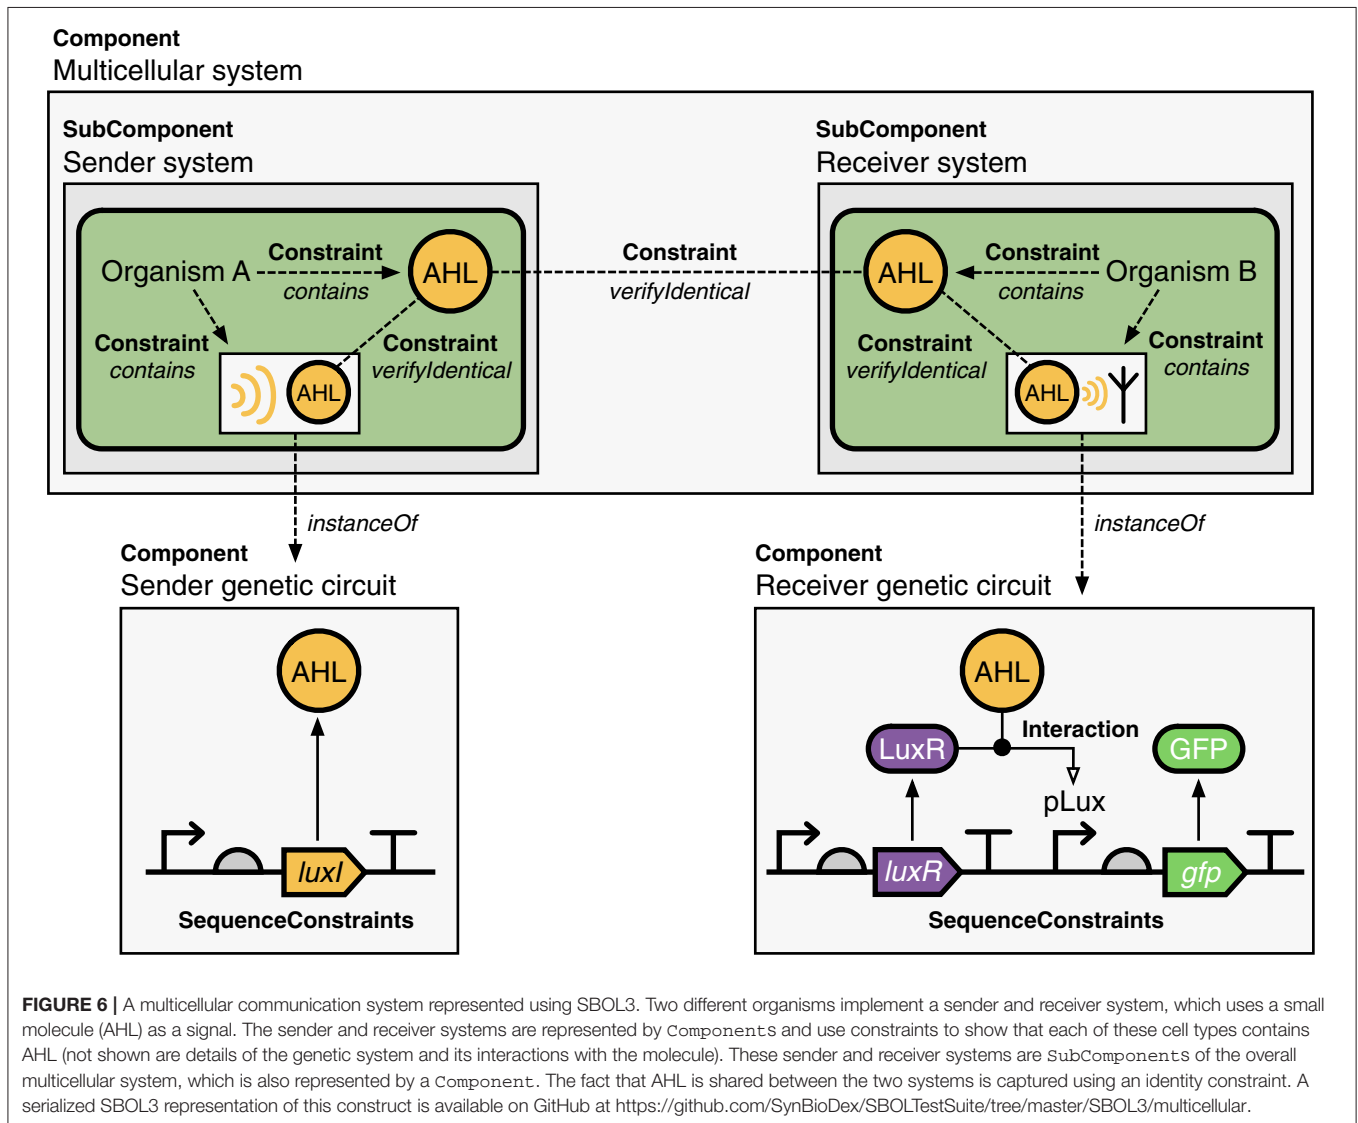 Component
Multicellular system
SubComponent
Sender system
SubComponent
Receiver system
Organism A
Constraint
contains
AHL
Constraint
verifyIdentical
AHL
Constraint
contains
Organism B
Constraint
contains
AHL
Constraint
verifyIdentical
Constraint
verifyIdentical
AHL
Constraint
contains
instanceOf
instanceOf
Component
Sender genetic circuit
Component
Receiver genetic circuit
AHL
luxI
SequenceConstraints
AHL
LuxR
Interaction
GFP
pLux
luxR
gfp
SequenceConstraints
FIGURE 6 | A multicellular communication system represented using SBOL3. Two different organisms implement a sender and receiver system, which uses a small
molecule (AHL) as a signal. The sender and receiver systems are represented by Components and use constraints to show that each of these cell types contains
AHL (not shown are details of the genetic system and its interactions with the molecule). These sender and receiver systems are SubComponents of the overall
multicellular system, which is also represented by a Component. The fact that AHL is shared between the two systems is captured using an identity constraint. A
serialized SBOL3 representation of this construct is available on GitHub at https://github.com/SynBioDex/SBOLTestSuite/tree/master/SBOL3/multicellular.